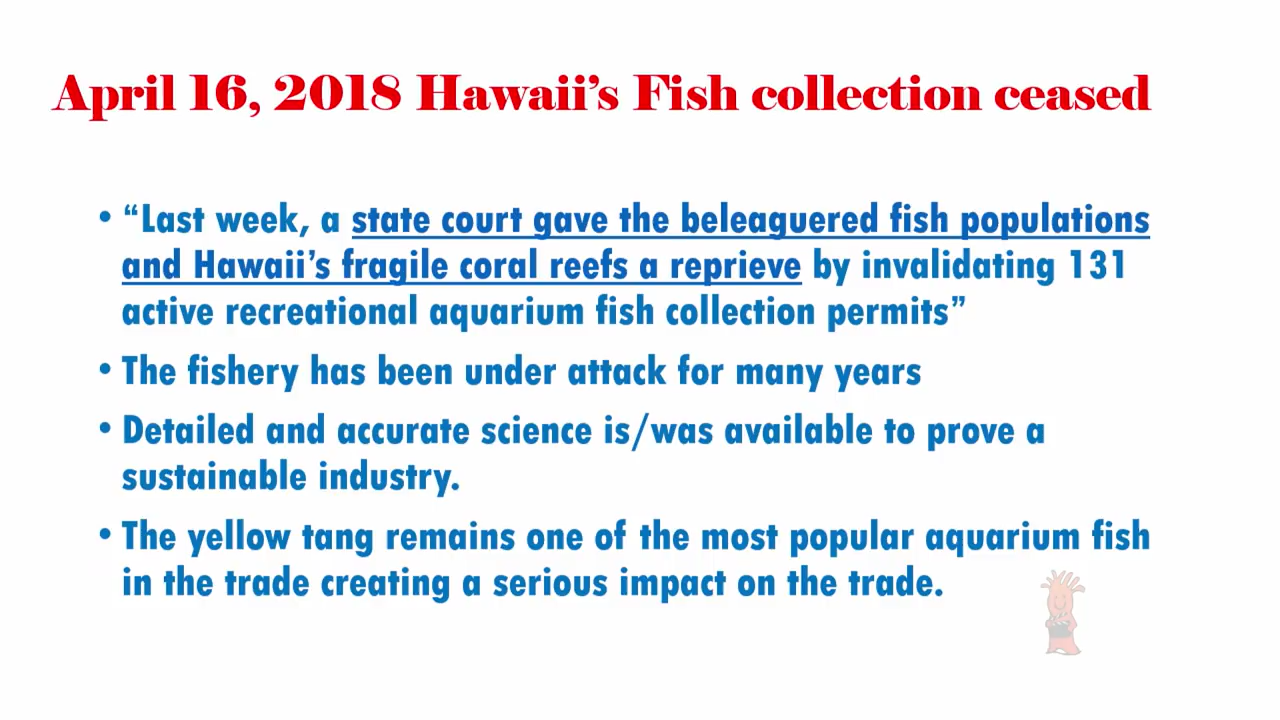 April 16, 2018 Hawaii’s Fish collection ceased
• “Last week, a state court gave the beleaguered fish populations
and Hawaii’s fragile coral reefs a reprieve by invalidating 131
active recreational aquarium fish collection permits”
• The fishery has been under attack for many years
• Detailed and accurate science is/was available to prove a
sustainable industry.
• The yellow tang remains one of the most popular aquarium fish
in the trade creating a serious impact on the trade.